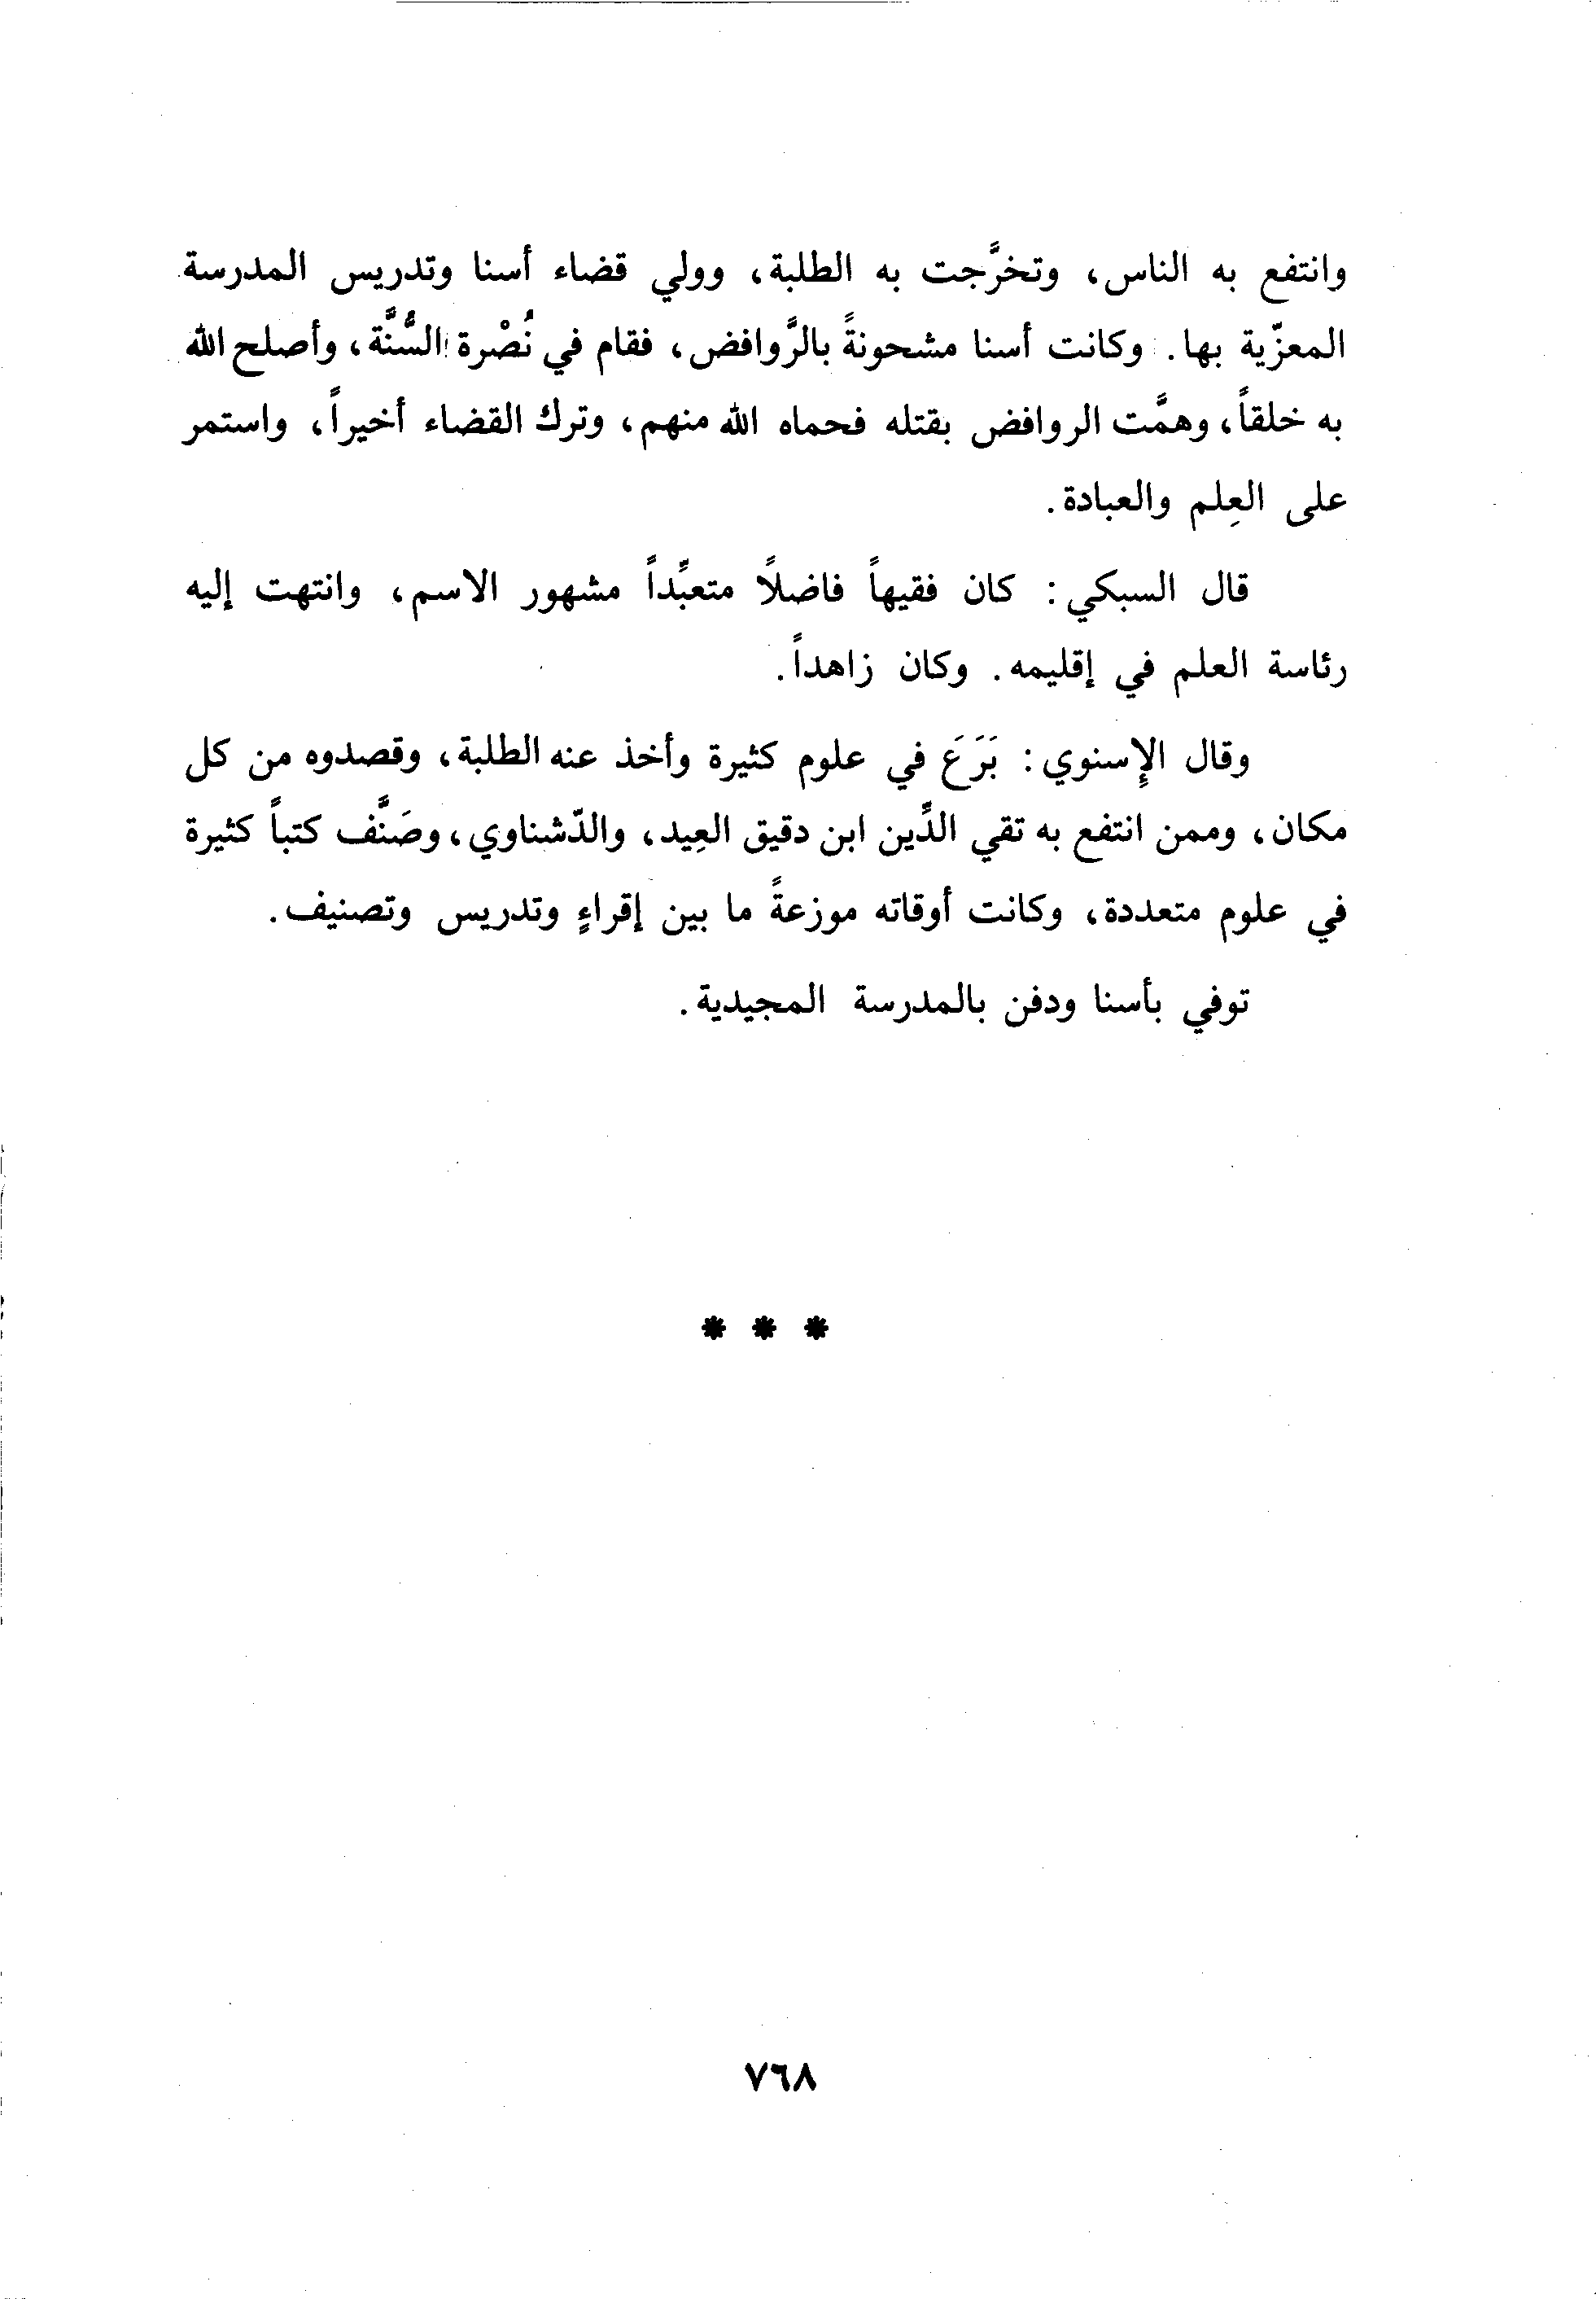 وانتفع به الناس، وتخرَّجت به الطلبة، وولي قضاء أسنا وتدريس المدرسة
المعزّية بها. وكانت أسنا مشحونةً بالرَّوافض، فقام في نُصْرة السُّنَّة، وأصلح الله
به خلقاً، وهمَّت الروافض بقتله فحماه الله منهم، وترك القضاء أخيراً، واستمر
على العِلم والعبادة.
قال السبكي: كان فقيهاً فاضلًا متعبِّداً مشهور الاسم، وانتهت إليه
رئاسة العلم في إقليمه. وكان زاهداً.
وقال الإِسنوي: بَرَعَ في علوم كثيرة وأخذ عنه الطلبة، وقصدوه من كل
مكان، وممن انتفع به تقي الدِّين ابن دقيق العِيد، والدّشناوي، وصَنَّف كتباً كثيرة
في علوم متعددة، وكانت أوقاته موزعةً ما بين إقراءٍ وتدريس وتصنيف.
توفي بأسنا ودفن بالمدرسة المجيدية.
* * *
٧٦٨